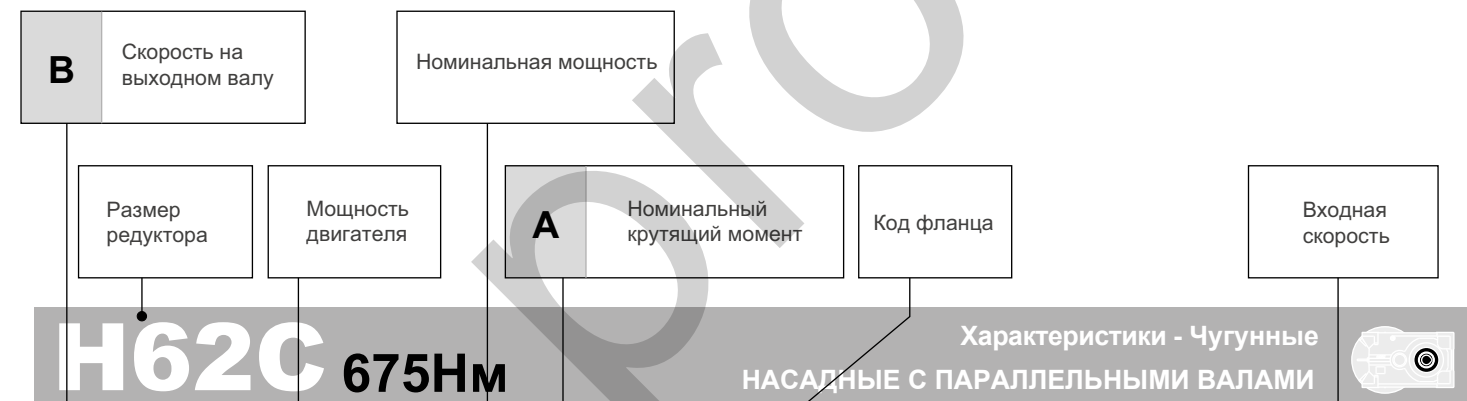 B
Скорость на
выходном валу
Номинальная мощность
Размер
редуктора
Мощность
двигателя
A
Номинальный
крутящий момент
Код фланца
Входная
скорость
H62C 675Нм
Характеристики - Чугунные
НАСАДНЫЕ С ПАРАЛЛЕЛЬНЫМИ ВАЛАМИ
pro